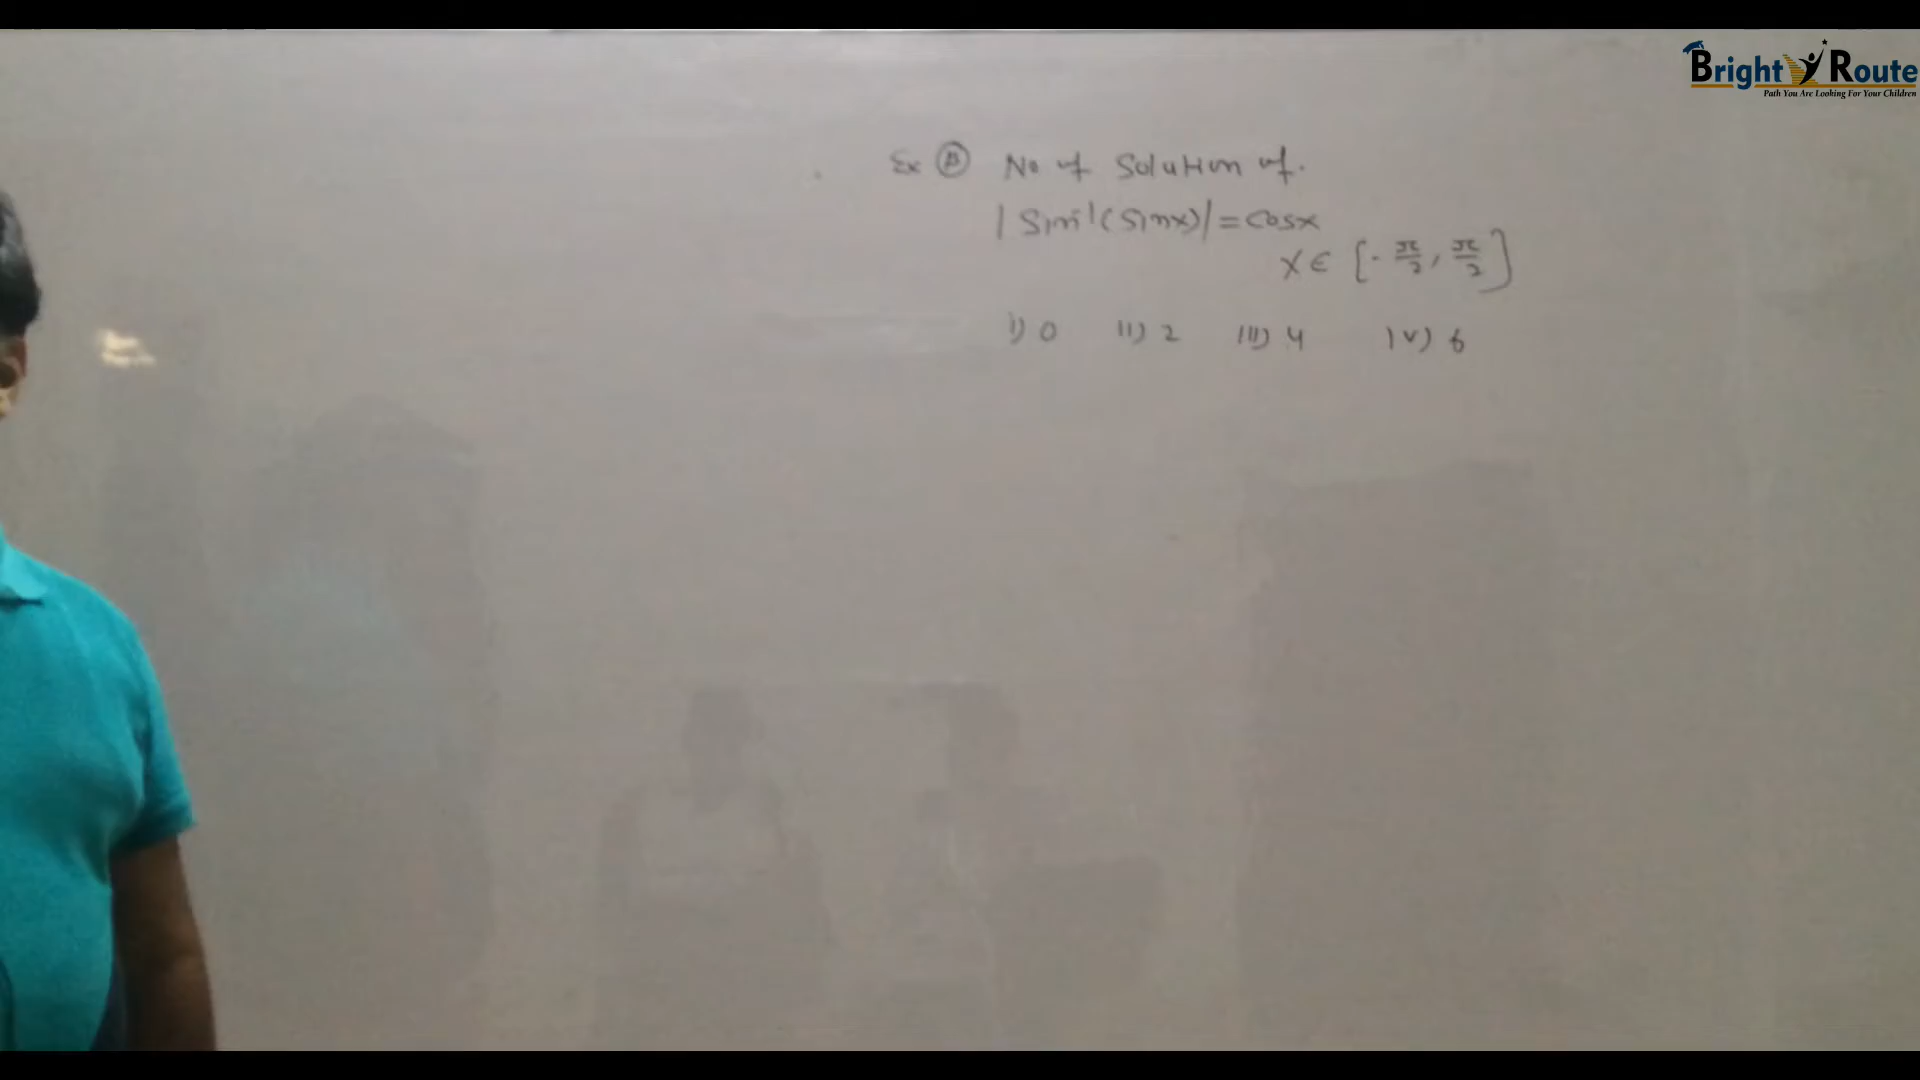 Bright Route
Path You Are Looking For Your Children
Ex No of Solution of.
|Sin⁻¹(Sinx)| = Cosx
x ∈ [-π/2, π/2]
i) 0 ii) 2 iii) 4 iv) 6